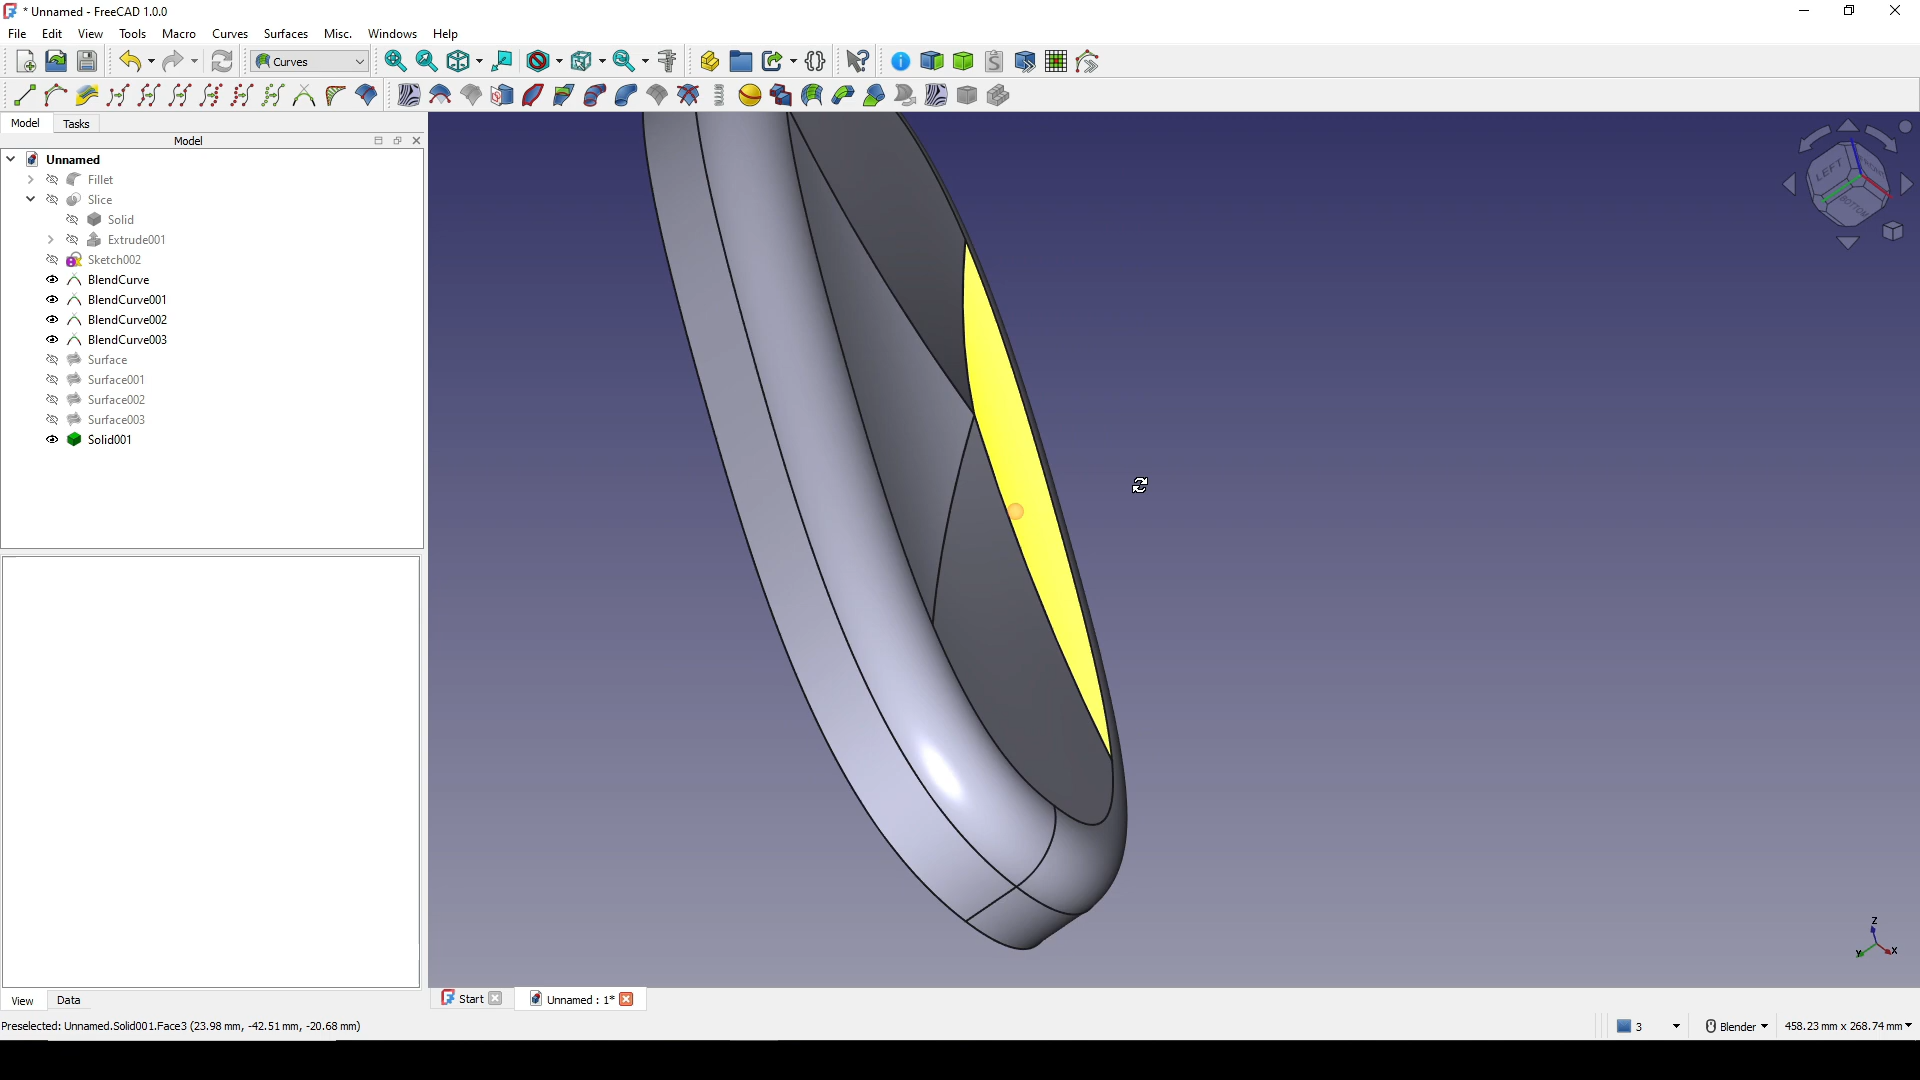 * Unnamed - FreeCAD 1.0.0
File Edit View Tools Macro Curves Surfaces Misc. Windows Help
Curves
Model Tasks
Model
Unnamed
Fillet
Slice
Solid
Extrude001
Sketch002
BlendCurve
BlendCurve001
BlendCurve002
BlendCurve003
Surface
Surface001
Surface002
Surface003
Solid001
LEFT
BOTTOM
Z
Y
X
View Data
Start
Unnamed : 1*
Preselected: Unnamed.Solid001.Face3 (23.98 mm, -42.51 mm, -20.68 mm)
3
Blender
458.23 mm x 268.74 mm